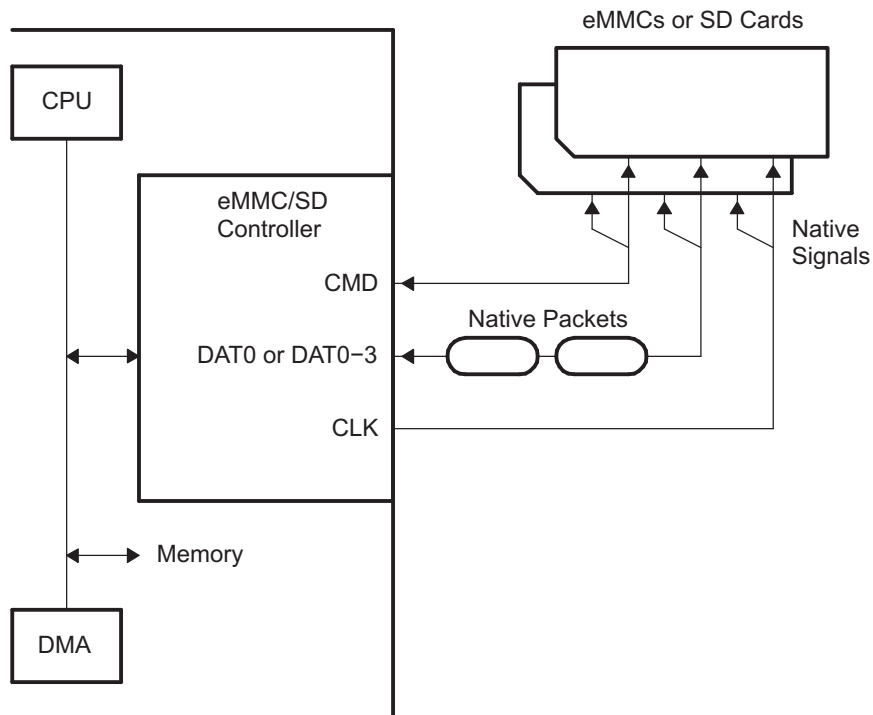 eMMCs or SD Cards
CPU
eMMC/SD
Controller
Native
Signals
CMD
Native Packets
DAT0 or DAT0−3
CLK
Memory
DMA